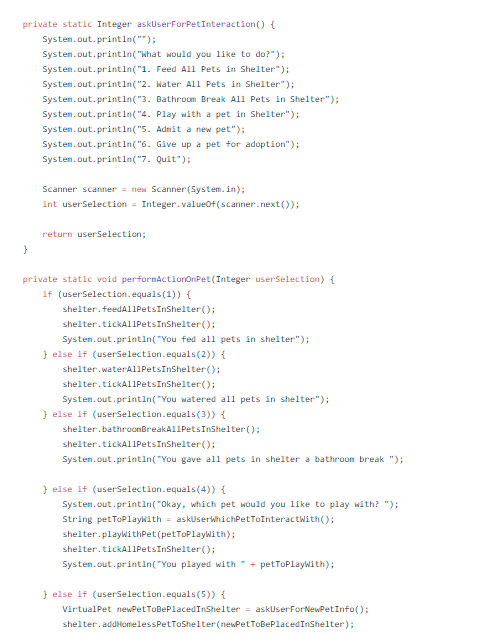 private static Integer askUserForPetInteraction() {
    System.out.println("");
    System.out.println("What would you like to do?");
    System.out.println("1. Feed All Pets in Shelter");
    System.out.println("2. Water All Pets in Shelter");
    System.out.println("3. Bathroom Break All Pets in Shelter");
    System.out.println("4. Play with a pet in Shelter");
    System.out.println("5. Admit a new pet");
    System.out.println("6. Give up a pet for adoption");
    System.out.println("7. Quit");

    Scanner scanner = new Scanner(System.in);
    int userSelection = Integer.valueOf(scanner.next());

    return userSelection;
}

private static void performActionOnPet(Integer userSelection) {
    if (userSelection.equals(1)) {
        shelter.feedAllPetsInShelter();
        shelter.tickAllPetsInShelter();
        System.out.println("You fed all pets in shelter");
    } else if (userSelection.equals(2)) {
        shelter.waterAllPetsInShelter();
        shelter.tickAllPetsInShelter();
        System.out.println("You watered all pets in shelter");
    } else if (userSelection.equals(3)) {
        shelter.bathroomBreakAllPetsInShelter();
        shelter.tickAllPetsInShelter();
        System.out.println("You gave all pets in shelter a bathroom break ");

    } else if (userSelection.equals(4)) {
        System.out.println("Okay, which pet would you like to play with? ");
        String petToPlayWith = askUserWhichPetToInteractWith();
        shelter.playWithPet(petToPlayWith);
        shelter.tickAllPetsInShelter();
        System.out.println("You played with " + petToPlayWith);

    } else if (userSelection.equals(5)) {
        VirtualPet newPetToBePlacedInShelter = askUserForNewPetInfo();
        shelter.addHomelessPetToShelter(newPetToBePlacedInShelter);